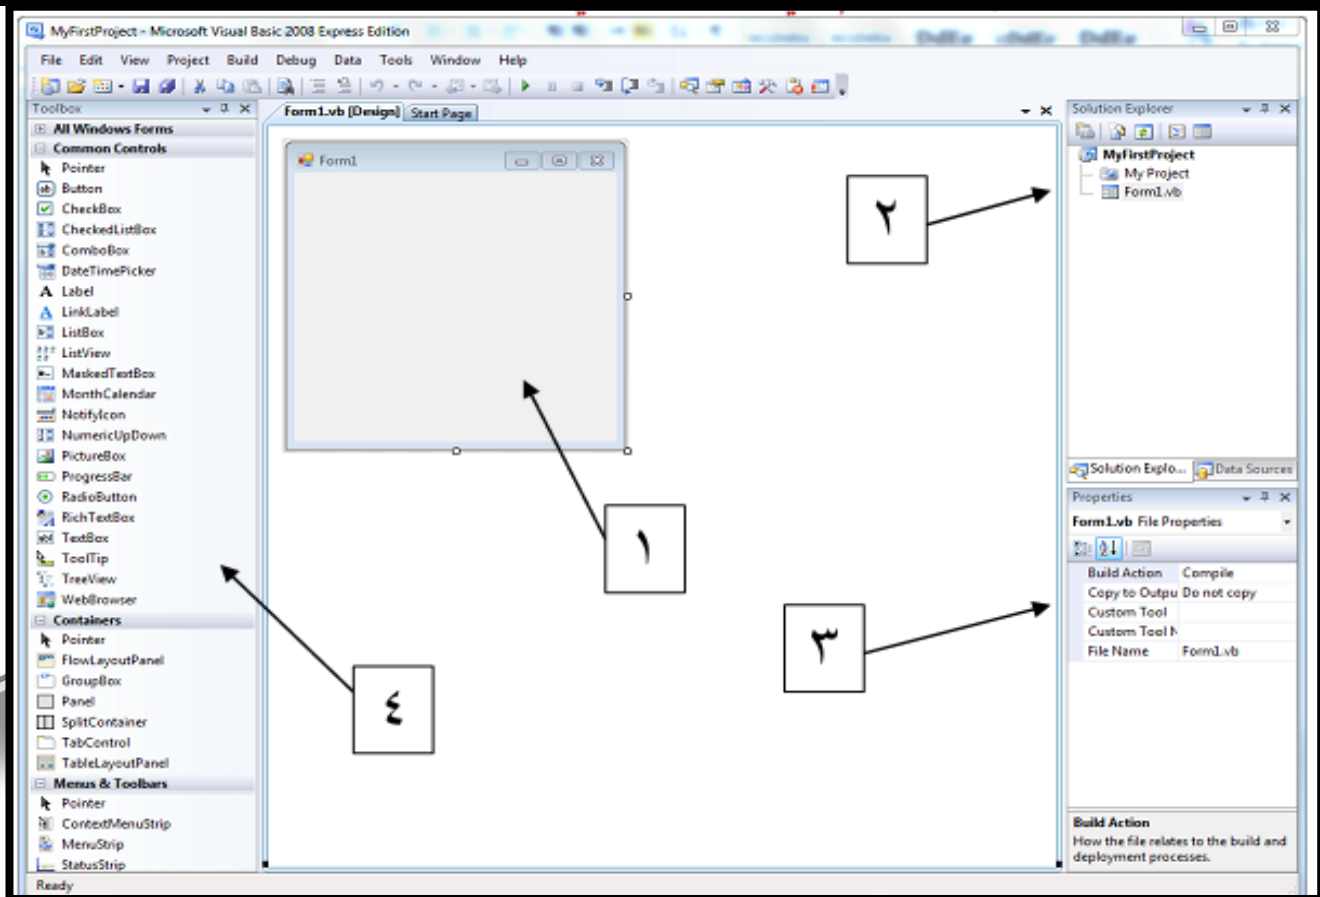 MyFirstProject - Microsoft Visual Basic 2008 Express Edition
File Edit View Project Build Debug Data Tools Window Help
Toolbox
All Windows Forms
Common Controls
Pointer
Button
CheckBox
CheckedListBox
ComboBox
DateTimePicker
Label
LinkLabel
ListBox
ListView
MaskedTextBox
MonthCalendar
NotifyIcon
NumericUpDown
PictureBox
ProgressBar
RadioButton
RichTextBox
TextBox
ToolTip
TreeView
WebBrowser
Containers
Pointer
FlowLayoutPanel
GroupBox
Panel
SplitContainer
TabControl
TableLayoutPanel
Menus & Toolbars
Pointer
ContextMenuStrip
MenuStrip
StatusStrip
Form1.vb [Design] Start Page
Form1
١
٢
٣
٤
Solution Explorer
MyFirstProject
My Project
Form1.vb
Solution Explo... Data Sources
Properties
Form1.vb File Properties
Build Action Compile
Copy to Outpu Do not copy
Custom Tool
Custom Tool N
File Name Form1.vb
Build Action
How the file relates to the build and
deployment processes.
Ready